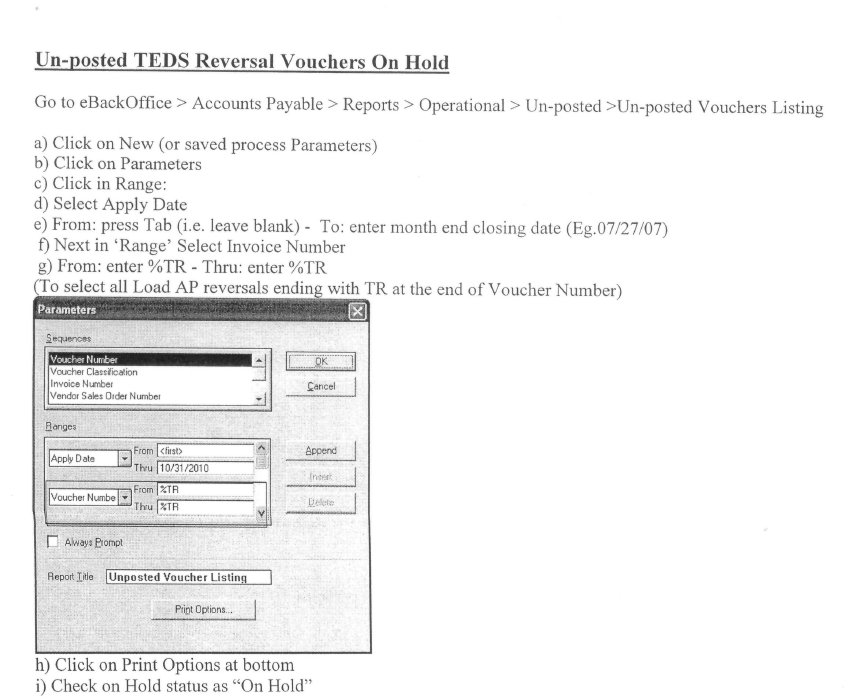 Un-posted TEDS Reversal Vouchers On Hold
Go to eBackOffice > Accounts Payable > Reports > Operational > Un-posted >Un-posted Vouchers Listing
a) Click on New (or saved process Parameters)
b) Click on Parameters
c) Click in Range:
d) Select Apply Date
e) From: press Tab (i.e. leave blank) - To: enter month end closing date (Eg.07/27/07)
f) Next in ‘Range’ Select Invoice Number
g) From: enter %TR - Thru: enter %TR
(To select all Load AP reversals ending with TR at the end of Voucher Number)
Parameters
Sequences
Voucher Number
Voucher Classification
Invoice Number
Vendor Sales Order Number
OK
Cancel
Ranges
Apply Date
From <first>
Thru 10/31/2010
Voucher Numbe
From %TR
Thru %TR
Append
Insert
Delete
Always Prompt
Report Title Unposted Voucher Listing
Print Options...
h) Click on Print Options at bottom
i) Check on Hold status as “On Hold”